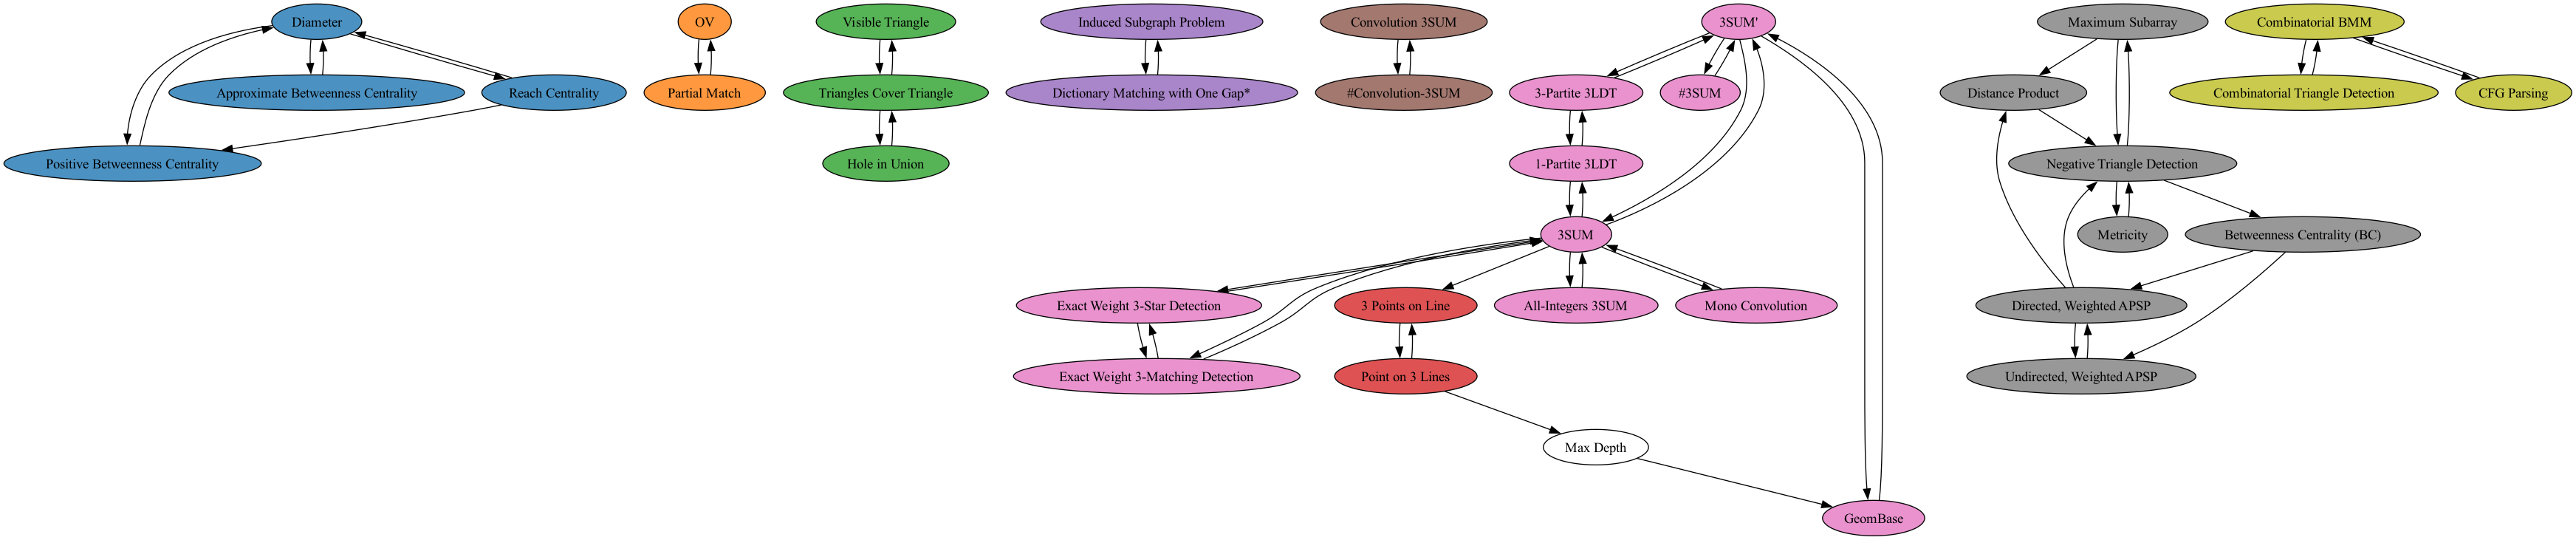 Diameter
OV
Visible Triangle
Induced Subgraph Problem
Convolution 3SUM
3SUM'
Maximum Subarray
Combinatorial BMM
Approximate Betweenness Centrality
Reach Centrality
Partial Match
Triangles Cover Triangle
Dictionary Matching with One Gap*
#Convolution-3SUM
3-Partite 3LDT
#3SUM
Distance Product
Combinatorial Triangle Detection
CFG Parsing
Positive Betweenness Centrality
Hole in Union
1-Partite 3LDT
Negative Triangle Detection
3SUM
Metricity
Betweenness Centrality (BC)
Exact Weight 3-Star Detection
3 Points on Line
All-Integers 3SUM
Mono Convolution
Directed, Weighted APSP
Exact Weight 3-Matching Detection
Point on 3 Lines
Undirected, Weighted APSP
Max Depth
GeomBase